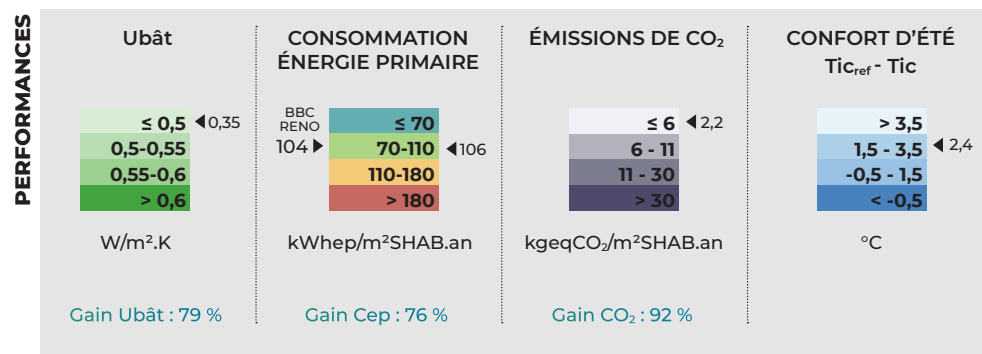 PERFORMANCES
Ubât
≤ 0,5
0,35
0,5-0,55
0,55-0,6
> 0,6
W/m².K
Gain Ubât : 79 %
CONSOMMATION
ÉNERGIE PRIMAIRE
BBC
RENO
104
≤ 70
70-110
106
110-180
> 180
kWhep/m²SHAB.an
Gain Cep : 76 %
ÉMISSIONS DE CO₂
≤ 6
2,2
6 - 11
11 - 30
> 30
kgeqCO₂/m²SHAB.an
Gain CO₂ : 92 %
CONFORT D’ÉTÉ
Ticref - Tic
> 3,5
1,5 - 3,5
2,4
-0,5 - 1,5
< -0,5
°C